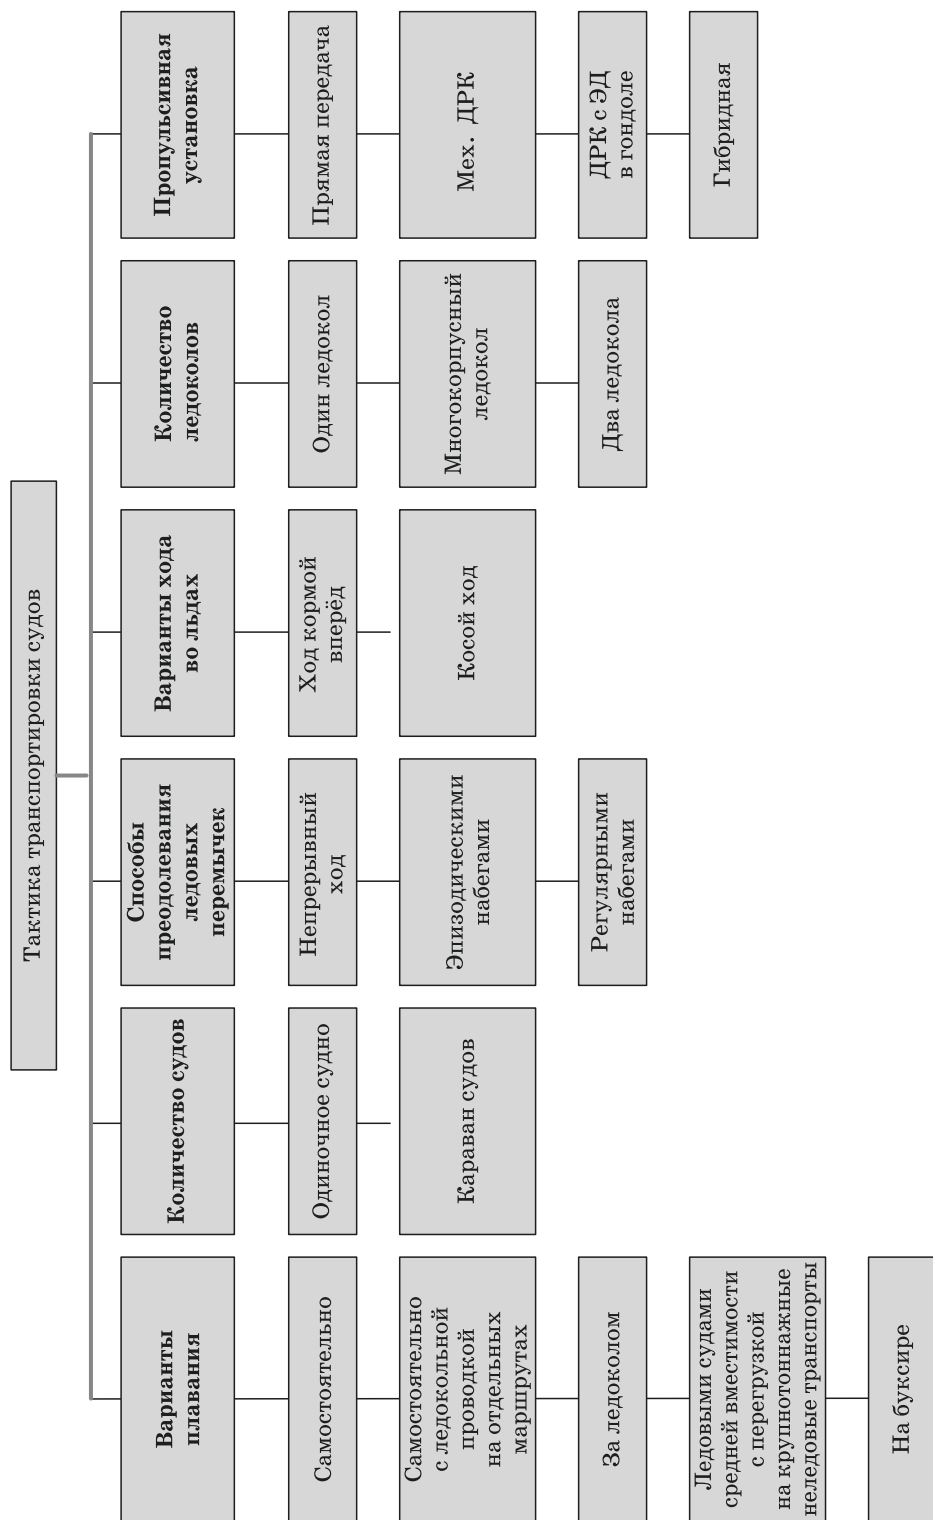 Тактика транспортировки судов
Варианты
плавания
Самостоятельно
Самостоятельно
с ледокольной
проводкой
на отдельных
маршрутах
За ледоколом
Ледовыми судами
средней вместимости
с перегрузкой
на крупнотоннажные
неледовые транспорты
На буксире
Количество судов
Одиночное судно
Караван судов
Способы
преодолевания
ледовых
перемычек
Непрерывный
ход
Эпизодическими
набегами
Регулярными
набегами
Варианты хода
во льдах
Ход кормой
вперёд
Косой ход
Количество
ледоколов
Один ледокол
Многокорпусный
ледокол
Два ледокола
Пропульсивная
установка
Прямая передача
Мех. ДРК
ДРК с ЭД
в гондоле
Гибридная